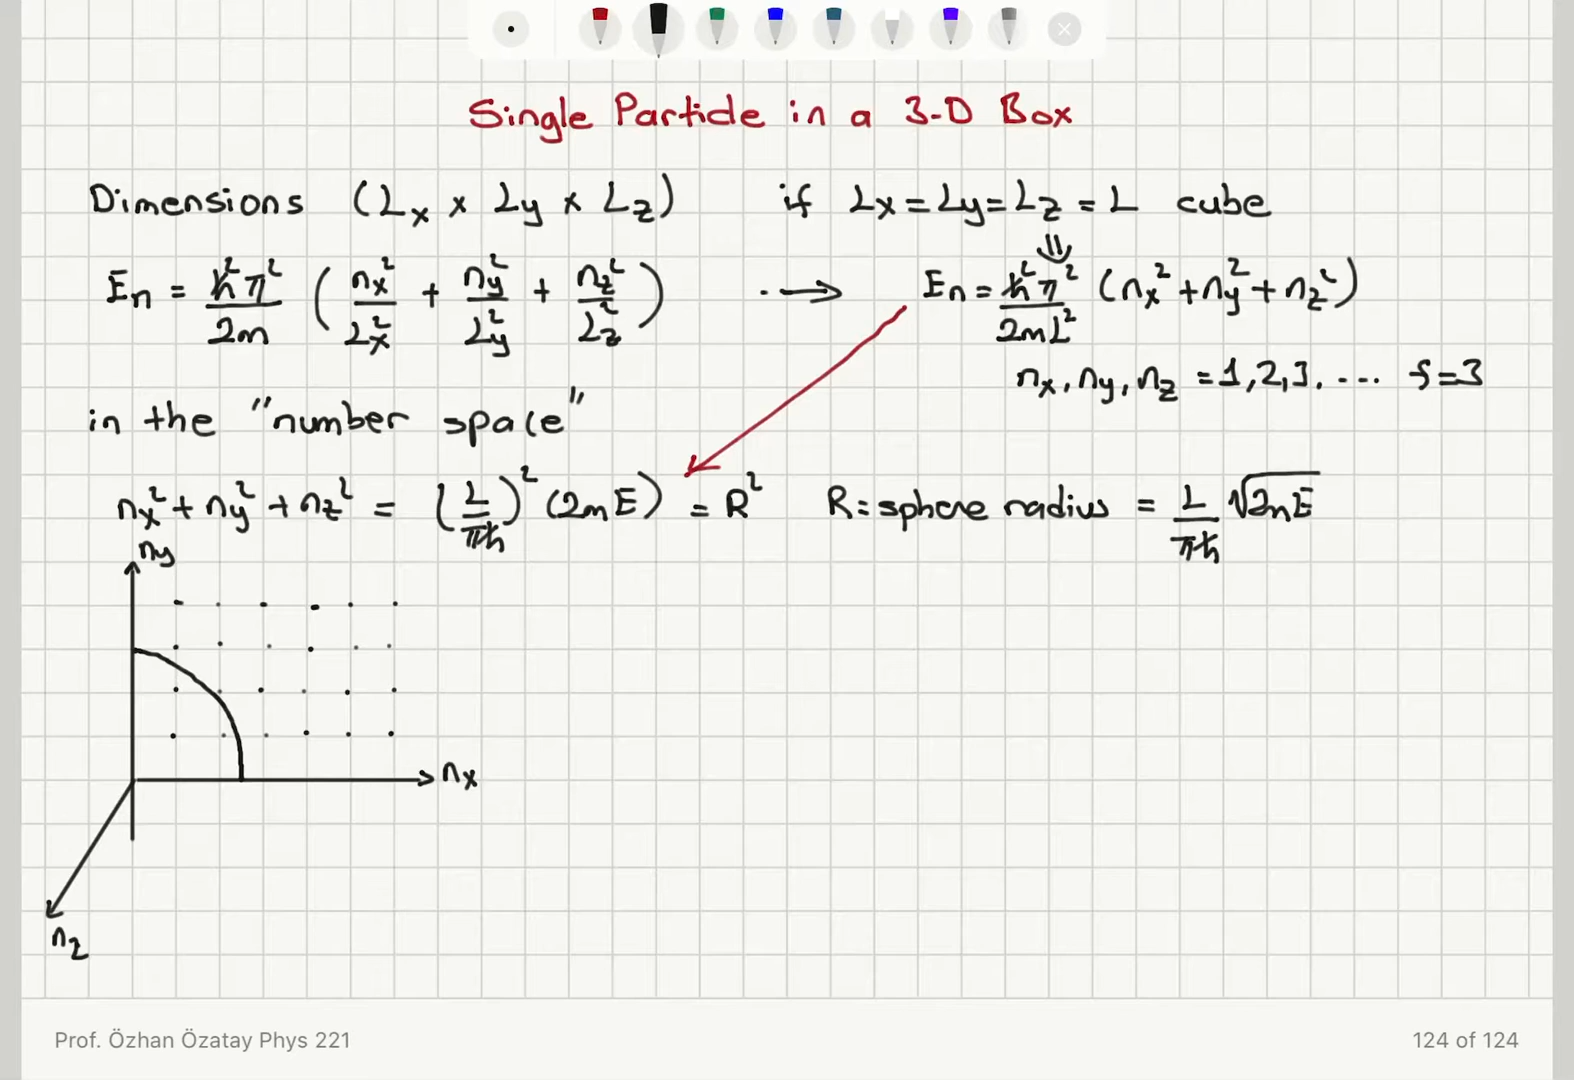 Single Particle in a 3-D Box
Dimensions (Lx x Ly x Lz) if Lx = Ly = Lz = L cube
En = ħ²π²/2m (nx²/Lx² + ny²/Ly² + nz²/Lz²) ⇒ → En = ħ²π²/2mL² (nx² + ny² + nz²)
nx, ny, nz = 1,2,3, ... f=3
in the "number space"
nx² + ny² + nz² = (L/πħ)² (2mE) = R² R = sphere radius = L/πħ √2mE
ny
nx
nz
Prof. Özhan Özatay Phys 221
124 of 124